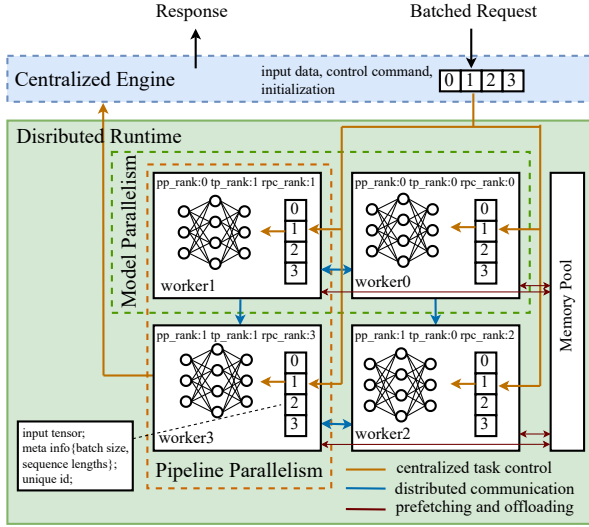 Response
Batched Request
Centralized Engine
input data, control command,
initialization
0 1 2 3
Disributed Runtime
Model Parallelism
pp_rank:0 tp_rank:1 rpc_rank:1
0
1
2
3
worker1
pp_rank:0 tp_rank:0 rpc_rank:0
0
1
2
3
worker0
Memory Pool
pp_rank:1 tp_rank:1 rpc_rank:3
0
1
2
3
worker3
pp_rank:1 tp_rank:0 rpc_rank:2
0
1
2
3
worker2
input tensor;
meta info{batch size,
sequence lengths};
unique id;
Pipeline Parallelism
centralized task control
distributed communication
prefetching and offloading